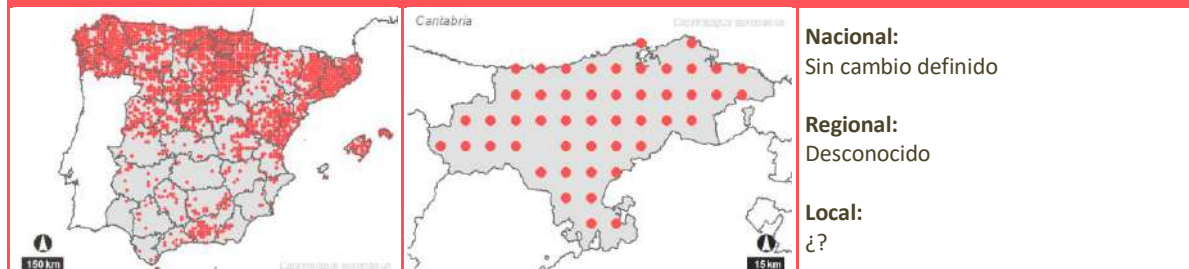 150 km
Cantabria
15 km
Nacional:
Sin cambio definido
Regional:
Desconocido
Local:
¿?